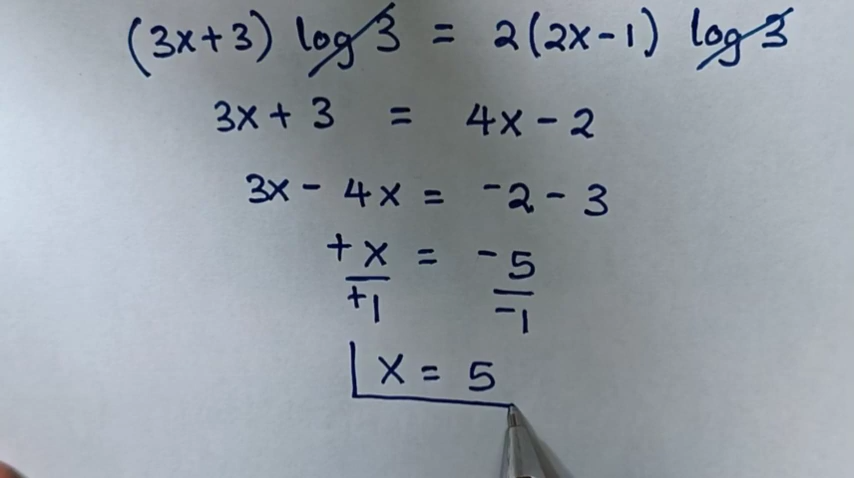 (3x+3) log 3 = 2(2x-1) log 3
3x + 3 = 4x - 2
3x - 4x = -2 - 3
+x = -5
+1 -1
x = 5